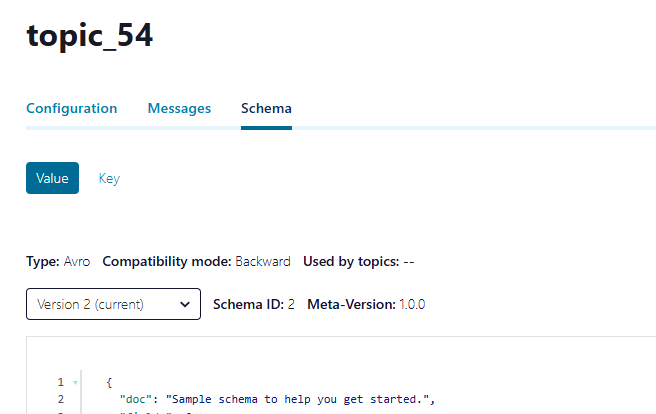 topic_54
Configuration Messages Schema
Value Key
Type: Avro Compatibility mode: Backward Used by topics: --
Version 2 (current) Schema ID: 2 Meta-Version: 1.0.0
1 {
2 "doc": "Sample schema to help you get started.",